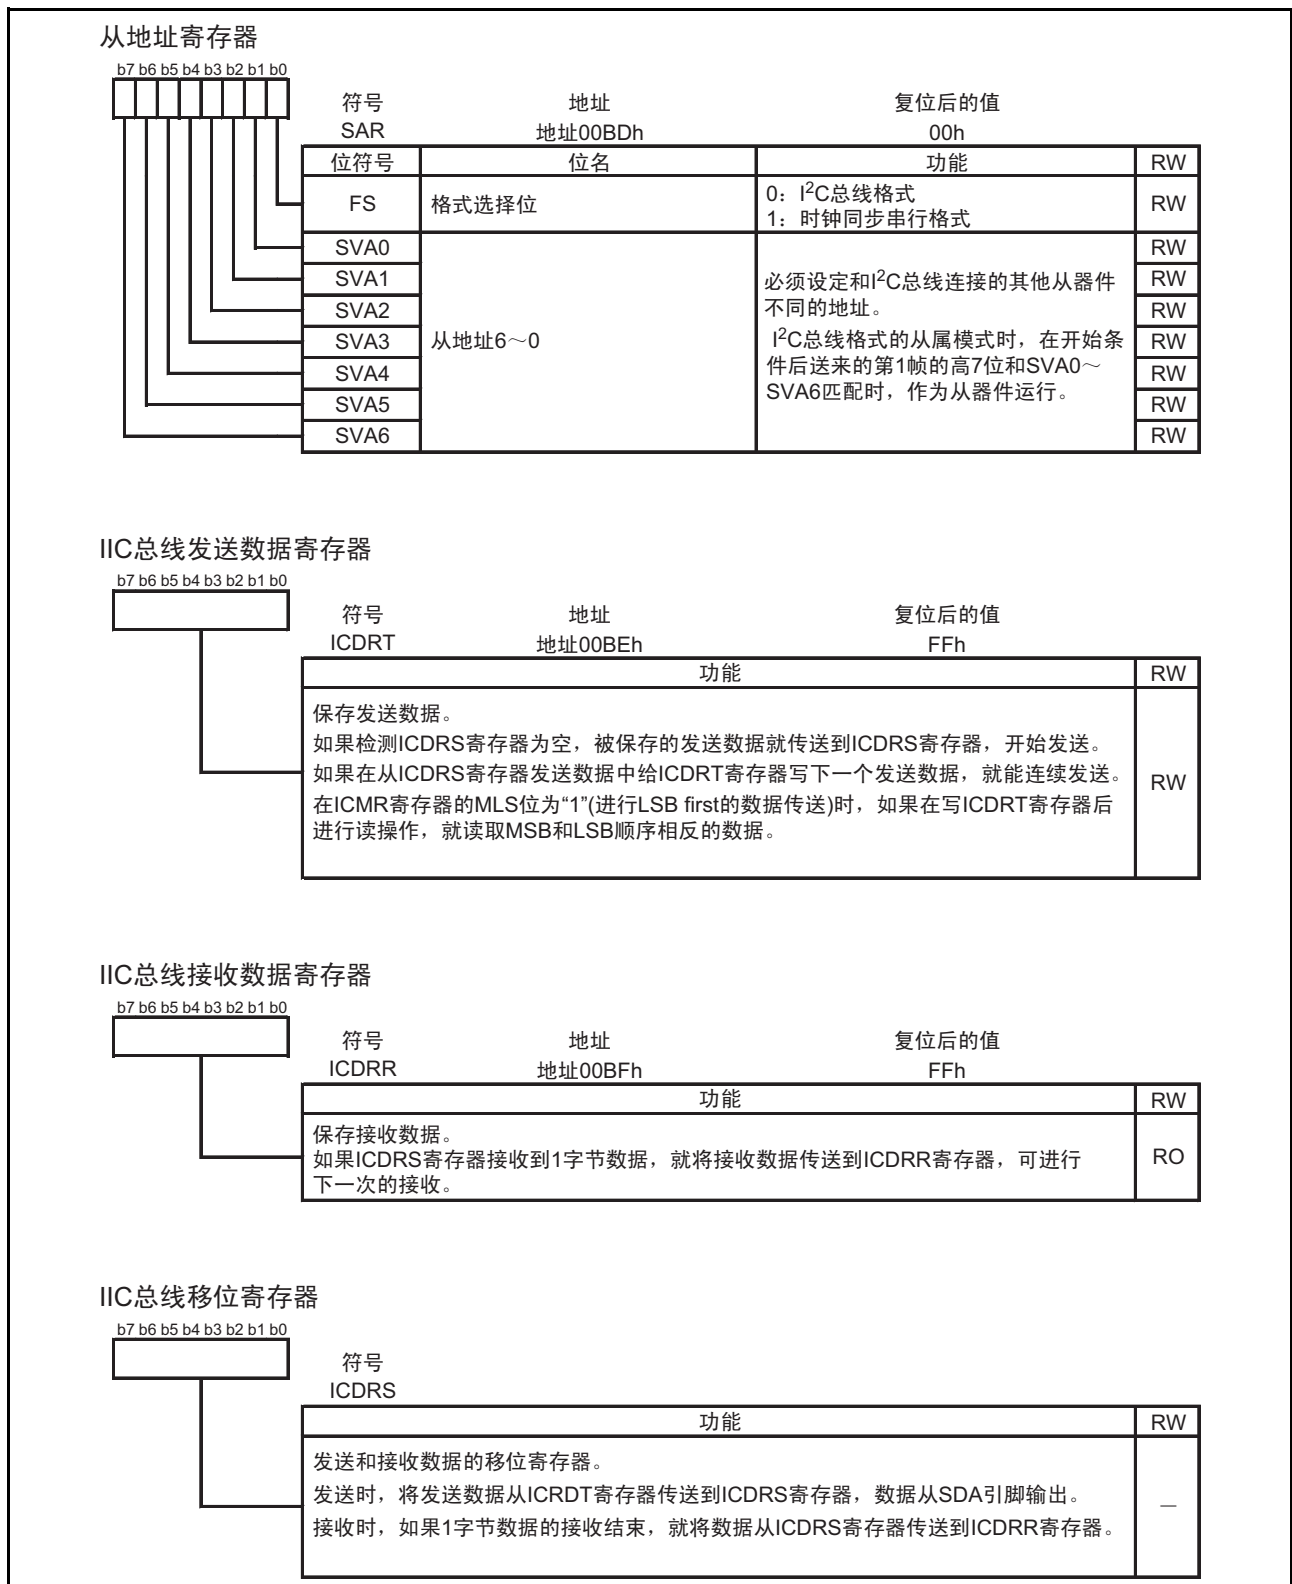 从地址寄存器
b7 b6 b5 b4 b3 b2 b1 b0
符号 地址 复位后的值
SAR 地址00BDh 00h
位符号 位名 功能 RW
FS 格式选择位 0：I²C总线格式 RW
1：时钟同步串行格式
SVA0 RW
SVA1 RW
SVA2 RW
SVA3 RW
SVA4 RW
SVA5 RW
SVA6 RW
从地址6～0
必须设定和I²C总线连接的其他从器件
不同的地址。
I²C总线格式的从属模式时，在开始条
件后送来的第1帧的高7位和SVA0～
SVA6匹配时，作为从器件运行。
IIC总线发送数据寄存器
b7 b6 b5 b4 b3 b2 b1 b0
符号 地址 复位后的值
ICDRT 地址00BEh FFh
功能 RW
保存发送数据。
如果检测ICDRS寄存器为空，被保存的发送数据就传送到ICDRS寄存器，开始发送。
如果在从ICDRS寄存器发送数据中给ICDRT寄存器写下一个发送数据，就能连续发送。
在ICMR寄存器的MLS位为“1”(进行LSB first的数据传送)时，如果在写ICDRT寄存器后
进行读操作，就读取MSB和LSB顺序相反的数据。
RW
IIC总线接收数据寄存器
b7 b6 b5 b4 b3 b2 b1 b0
符号 地址 复位后的值
ICDRR 地址00BFh FFh
功能 RW
保存接收数据。
如果ICDRS寄存器接收到1字节数据，就将接收数据传送到ICDRR寄存器，可进行
下一次的接收。
RO
IIC总线移位寄存器
b7 b6 b5 b4 b3 b2 b1 b0
符号
ICDRS
功能 RW
发送和接收数据的移位寄存器。
发送时，将发送数据从ICRDT寄存器传送到ICDRS寄存器，数据从SDA引脚输出。
接收时，如果1字节数据的接收结束，就将数据从ICDRS寄存器传送到ICDRR寄存器。
—